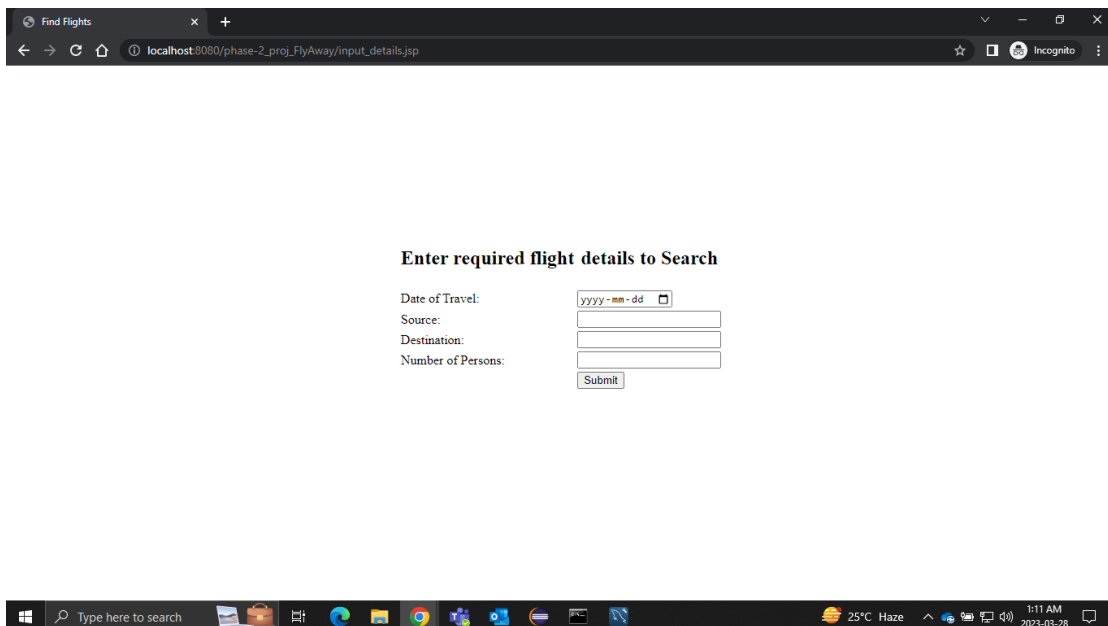 Find Flights
localhost:8080/phase-2_proj_FlyAway/input_details.jsp
Incognito
Enter required flight details to Search
Date of Travel: yyyy-mm-dd
Source:
Destination:
Number of Persons:
Submit
Type here to search
25°C Haze
1:11 AM
2023-03-28